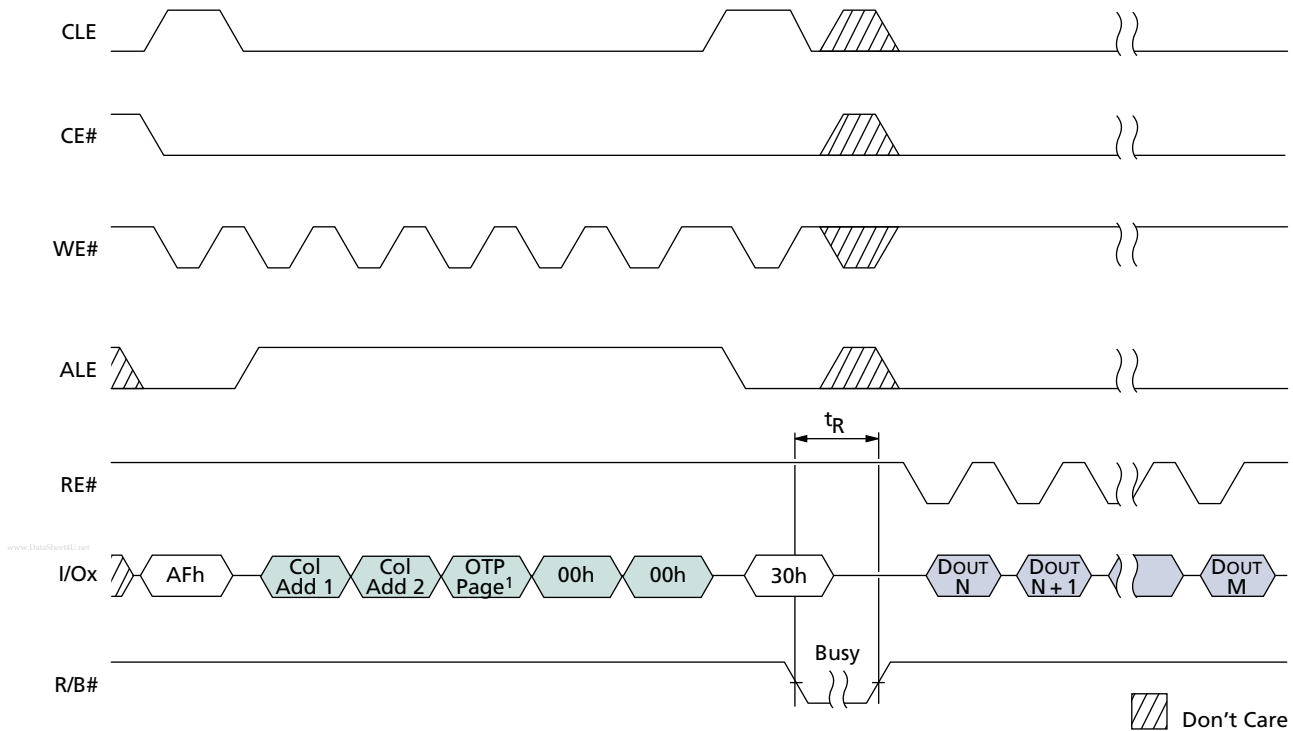 CLE
CE#
WE#
ALE
tR
RE#
www.DataSheet4U.net
I/Ox
AFh
Col
Add 1
Col
Add 2
OTP
Page¹
00h
00h
30h
DOUT
N
DOUT
N + 1
DOUT
M
Busy
R/B#
Don't Care